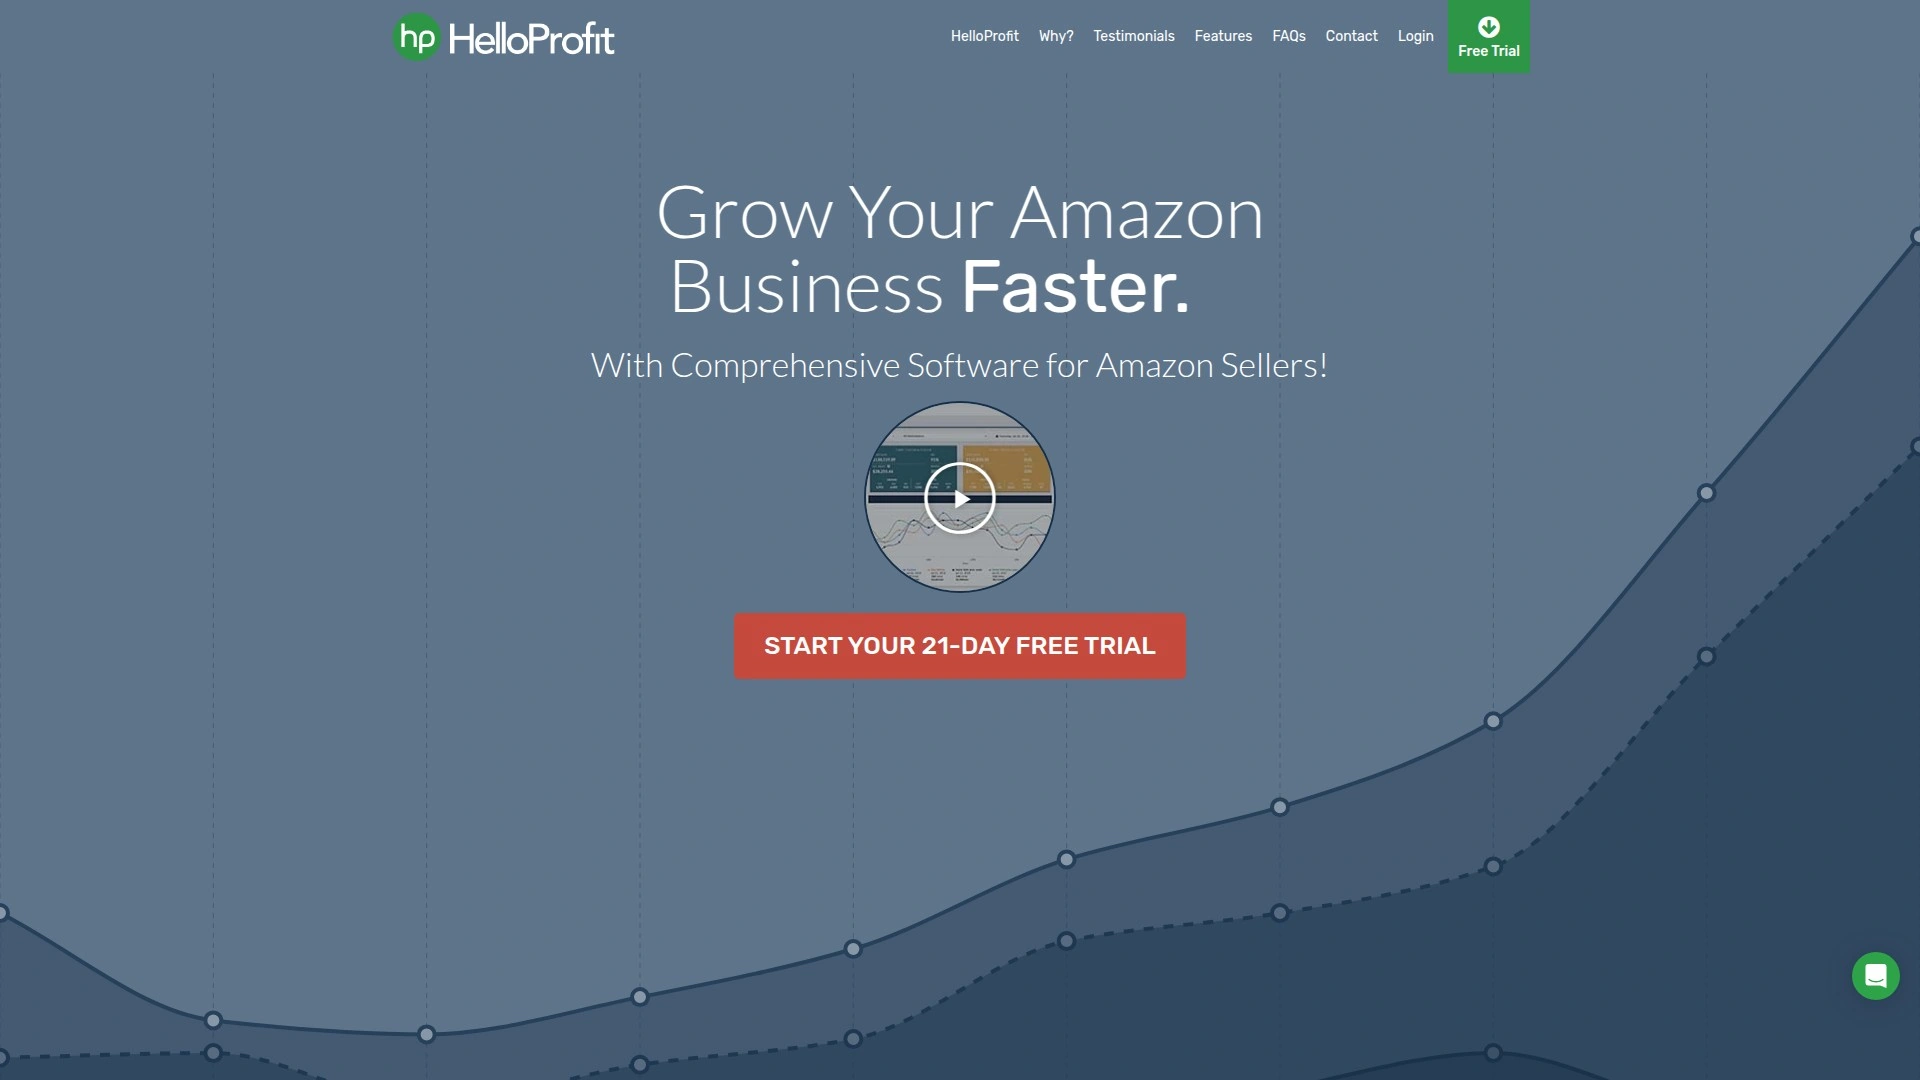 hp HelloProfit
HelloProfit Why? Testimonials Features FAQs Contact Login Free Trial
Grow Your Amazon
Business Faster.
With Comprehensive Software for Amazon Sellers!
START YOUR 21-DAY FREE TRIAL